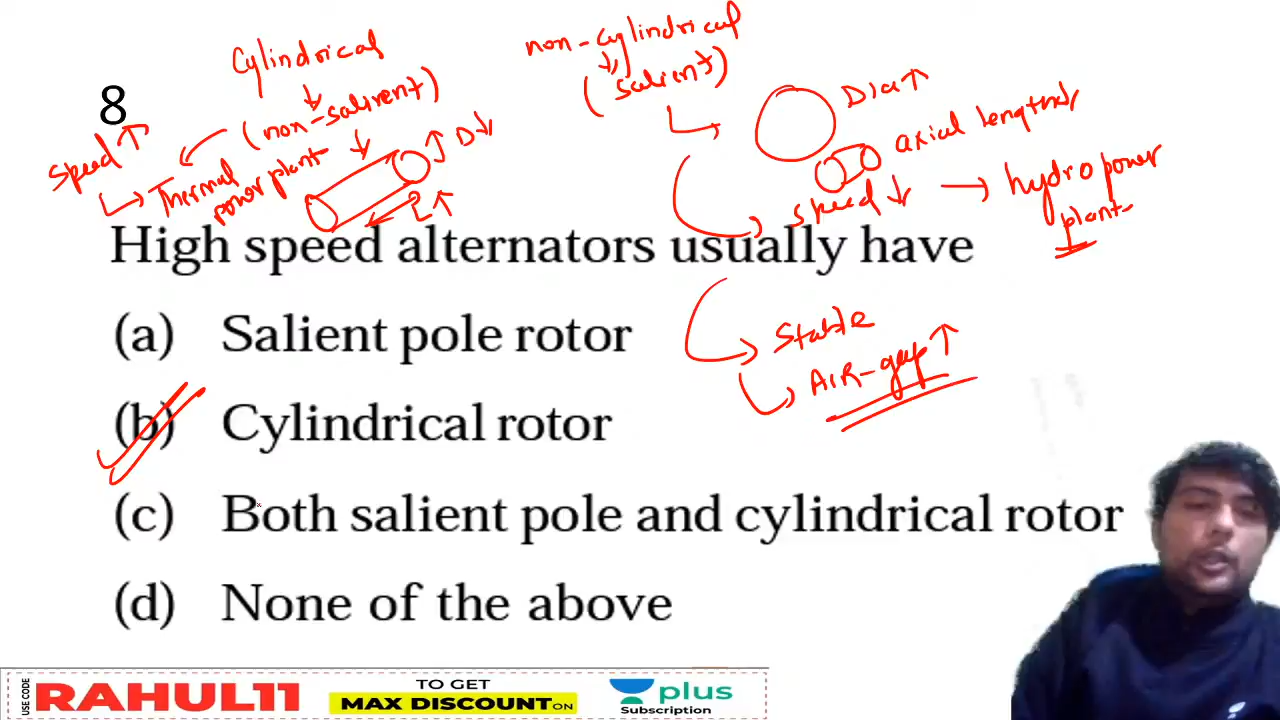 8
Cylindrical
(non-salient)
Speed ↑
Thermal
power plant
D↓
L↑
non-cylindrical
(salient)
Dia↑
axial length↓
speed ↓ → hydro power
plant
High speed alternators usually have
Stable
AIR-gap ↑
(a) Salient pole rotor
(b) Cylindrical rotor
(c) Both salient pole and cylindrical rotor
(d) None of the above
USE CODE
RAHUL11
TO GET
MAX DISCOUNT ON
plus
Subscription